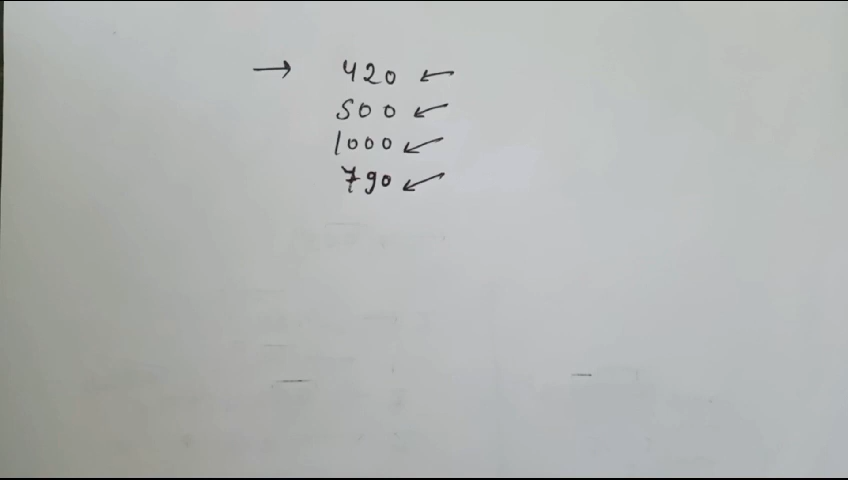 → 420 ←
500 ←
1000 ←
790 ←